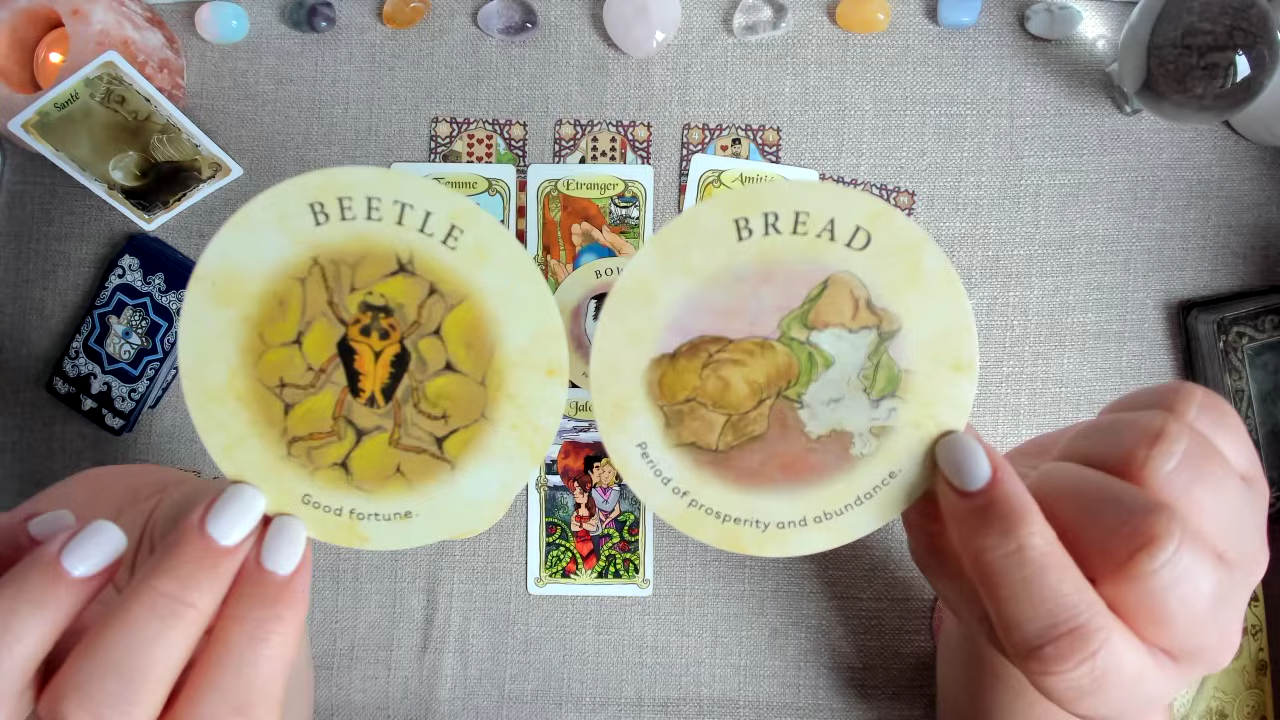 Santé
Femme
Etranger
Amitié
BEETLE
BREAD
Good fortune.
Period of prosperity and abundance.